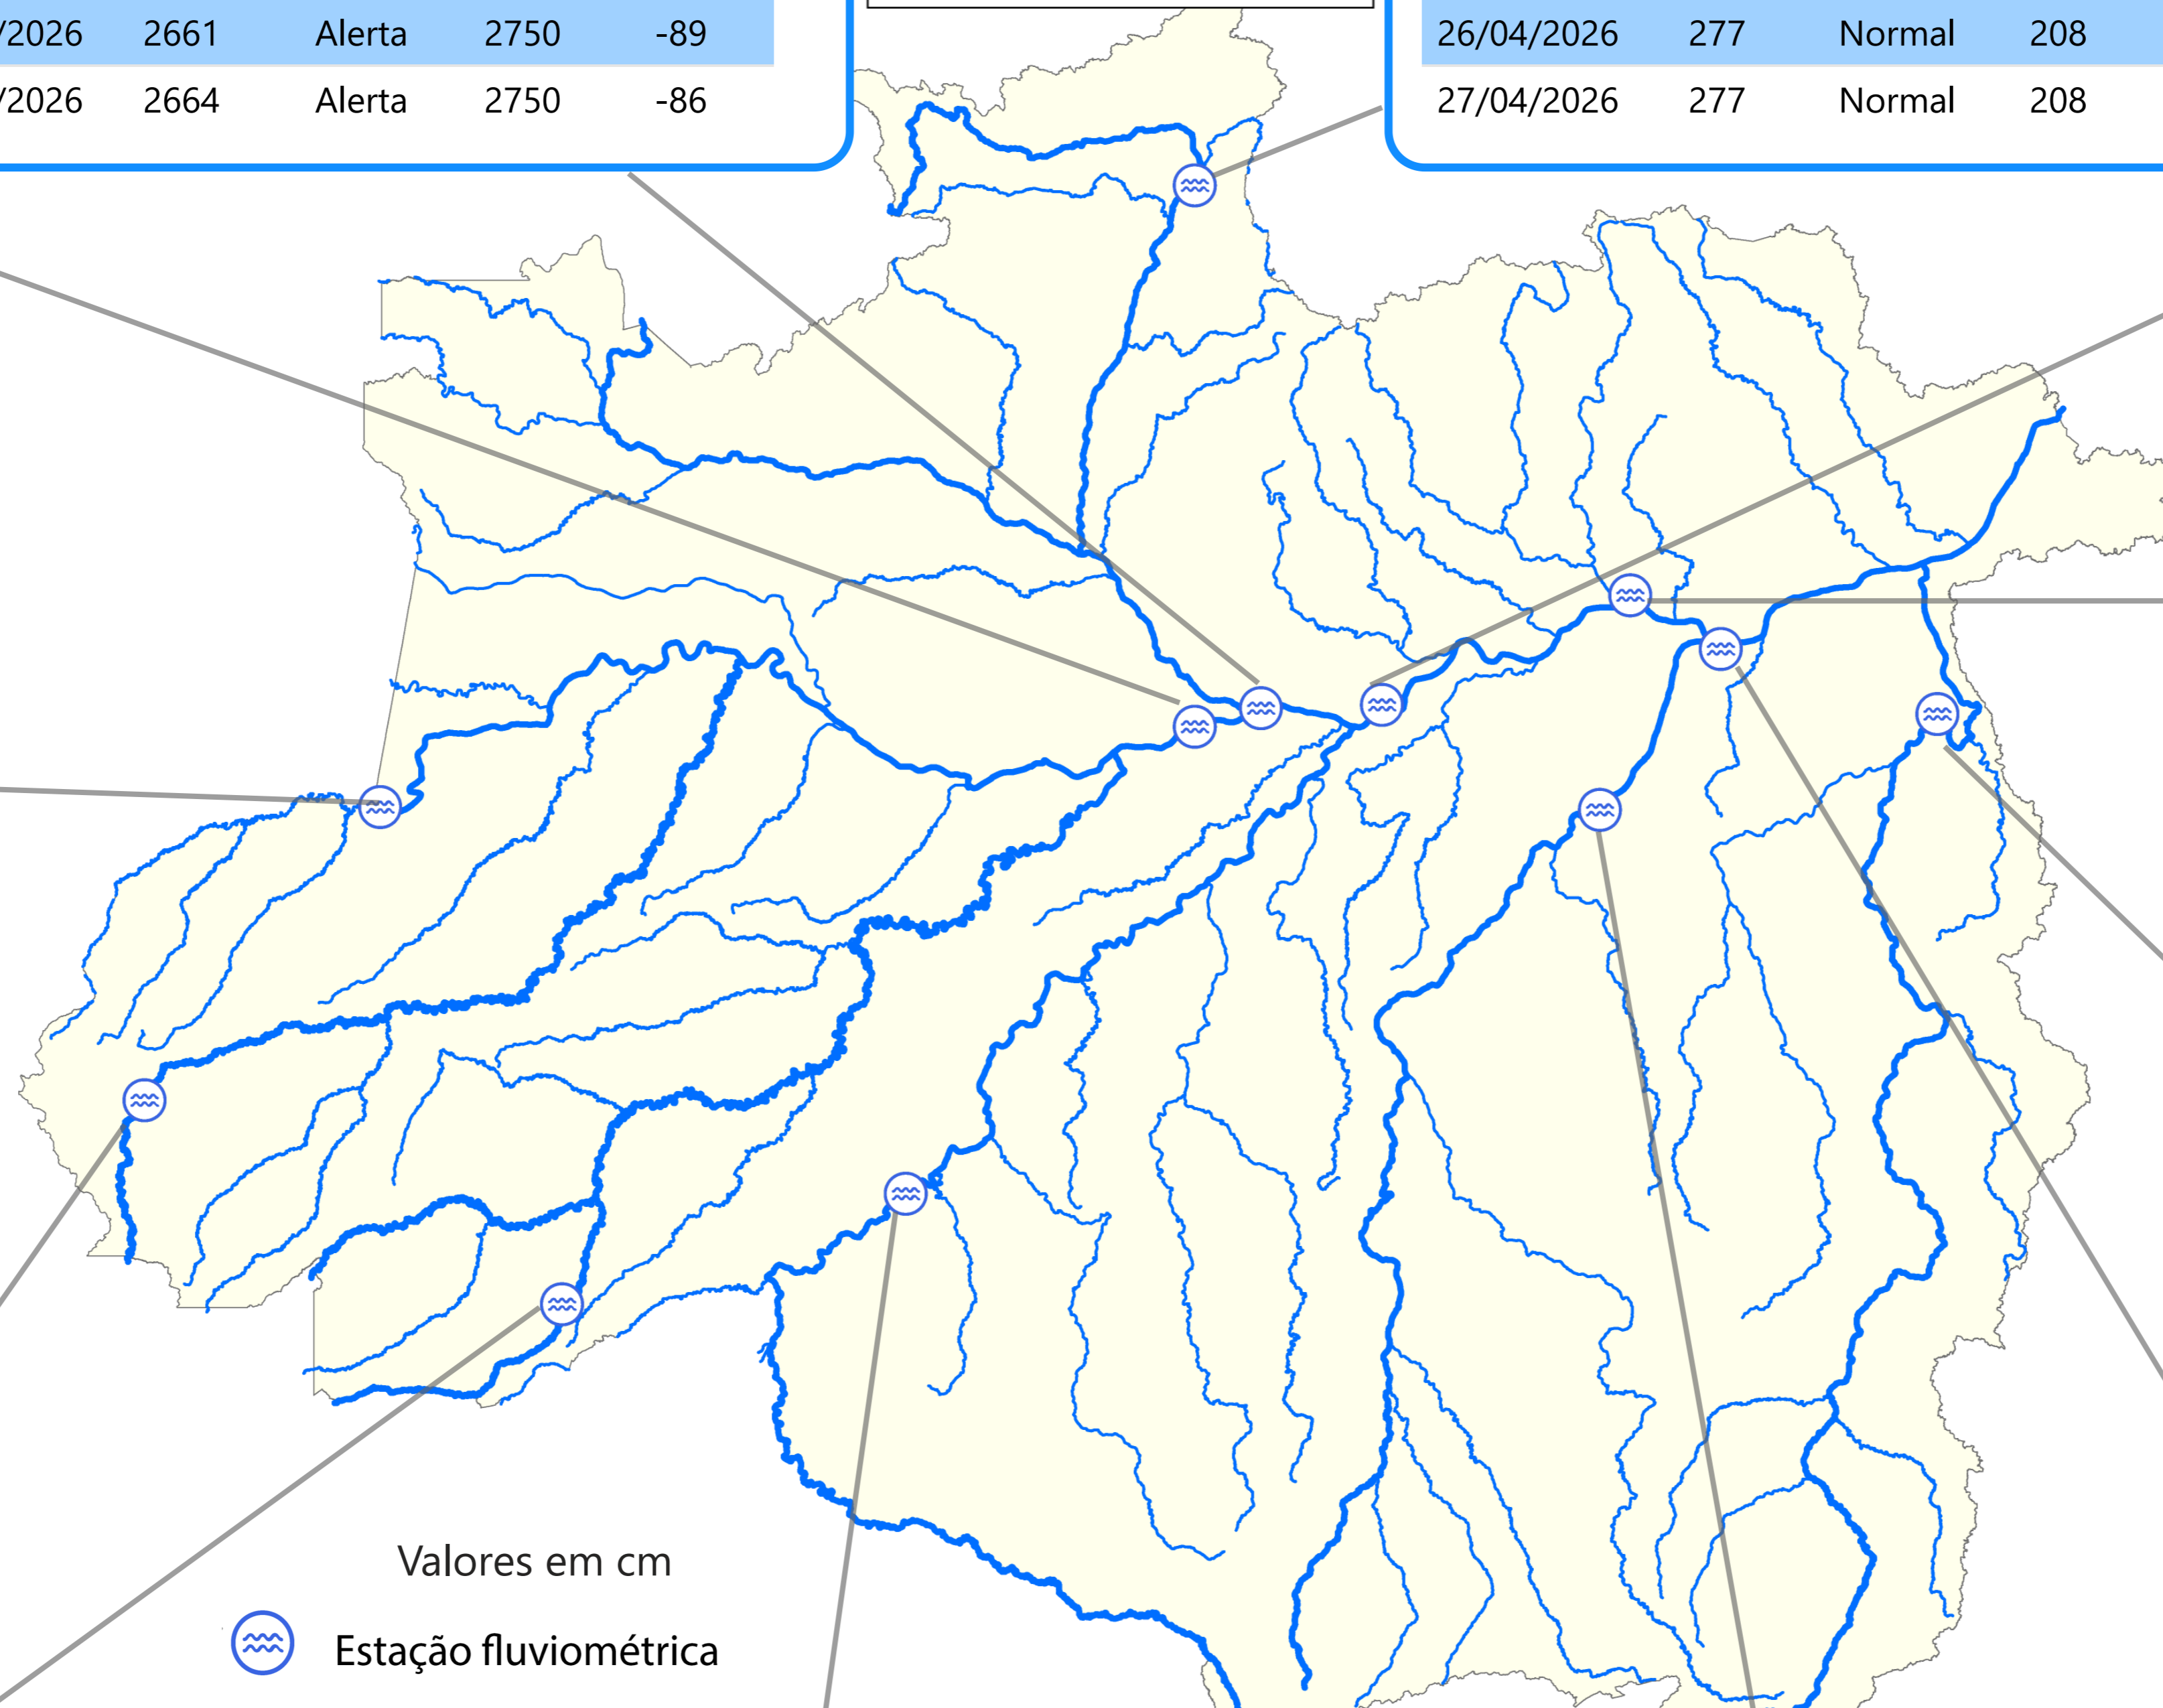 /2026 2661 Alerta 2750 -89
/2026 2664 Alerta 2750 -86
26/04/2026 277 Normal 208
27/04/2026 277 Normal 208
Valores em cm
Estação fluviométrica